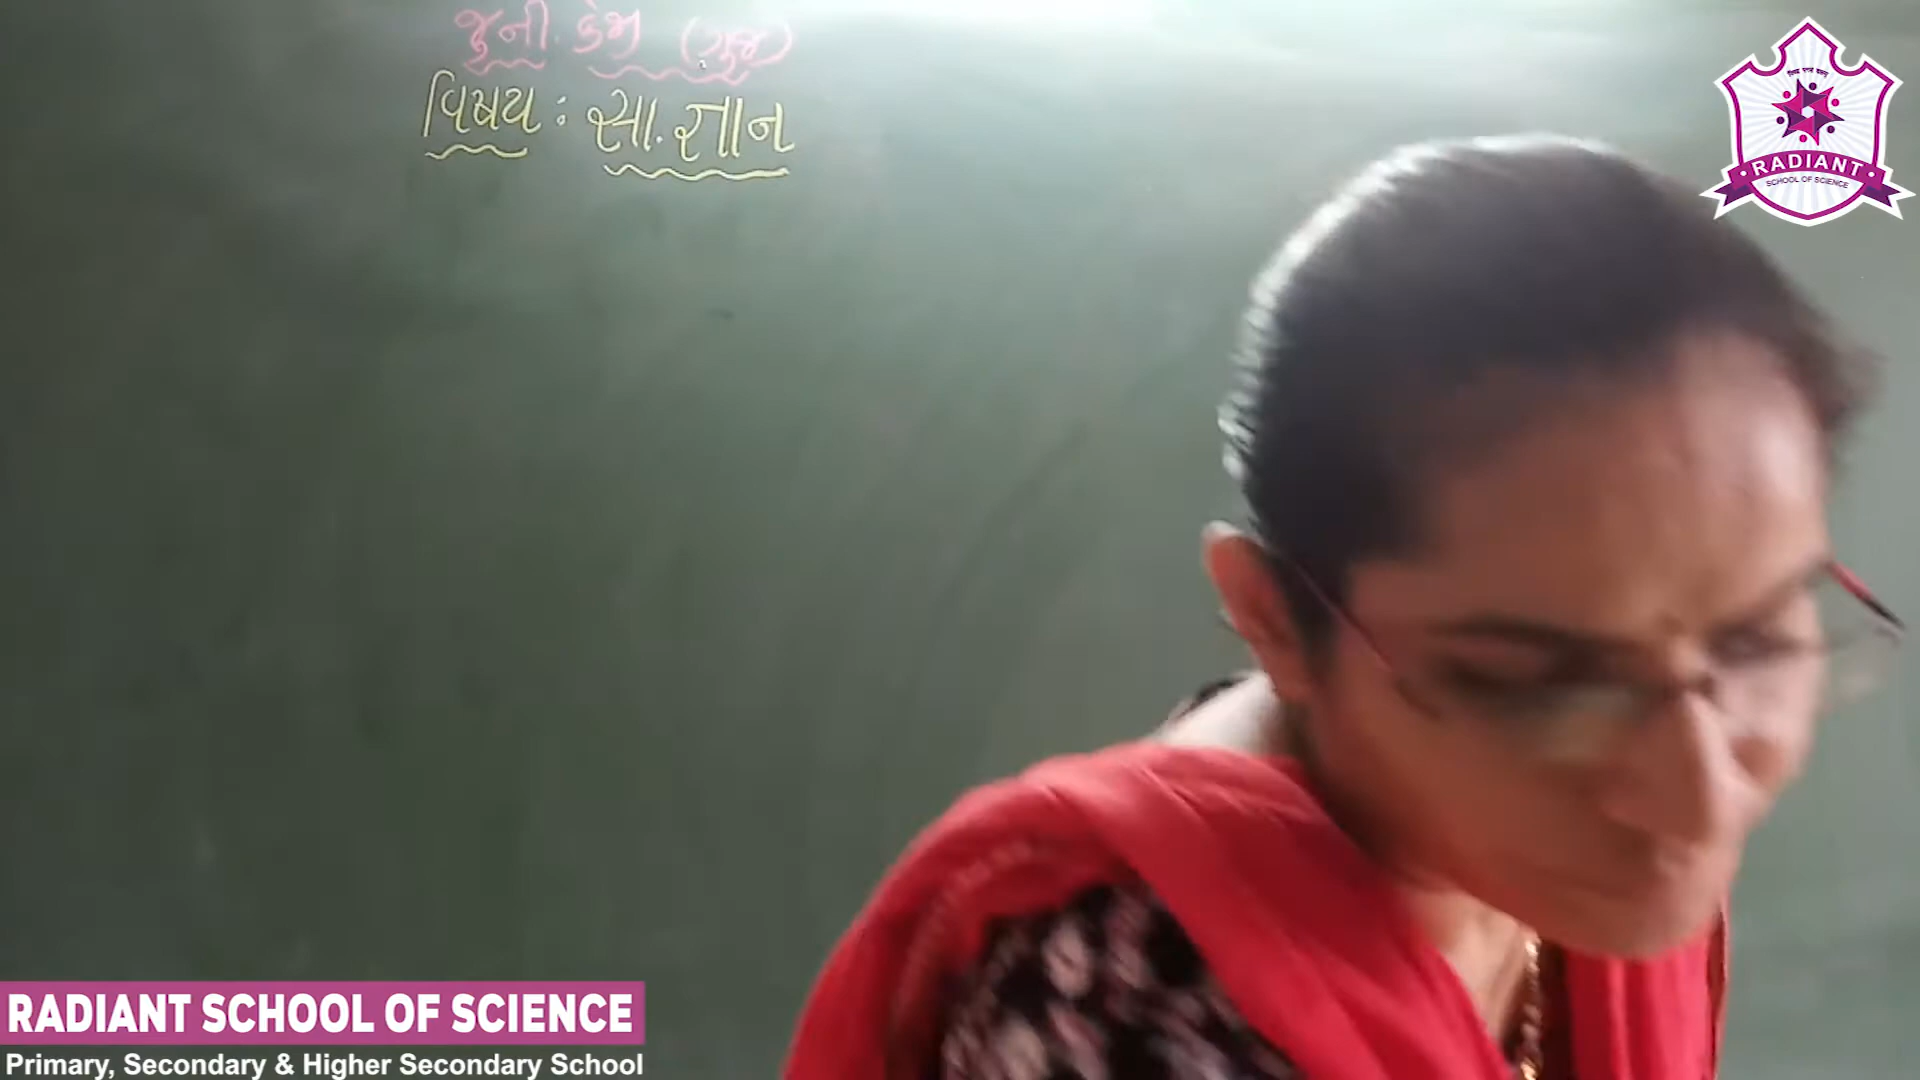 જુની. કેજી (ગુજ)
વિષય : સા.જ્ઞાન
RADIANT
SCHOOL OF SCIENCE
RADIANT SCHOOL OF SCIENCE
Primary, Secondary & Higher Secondary School